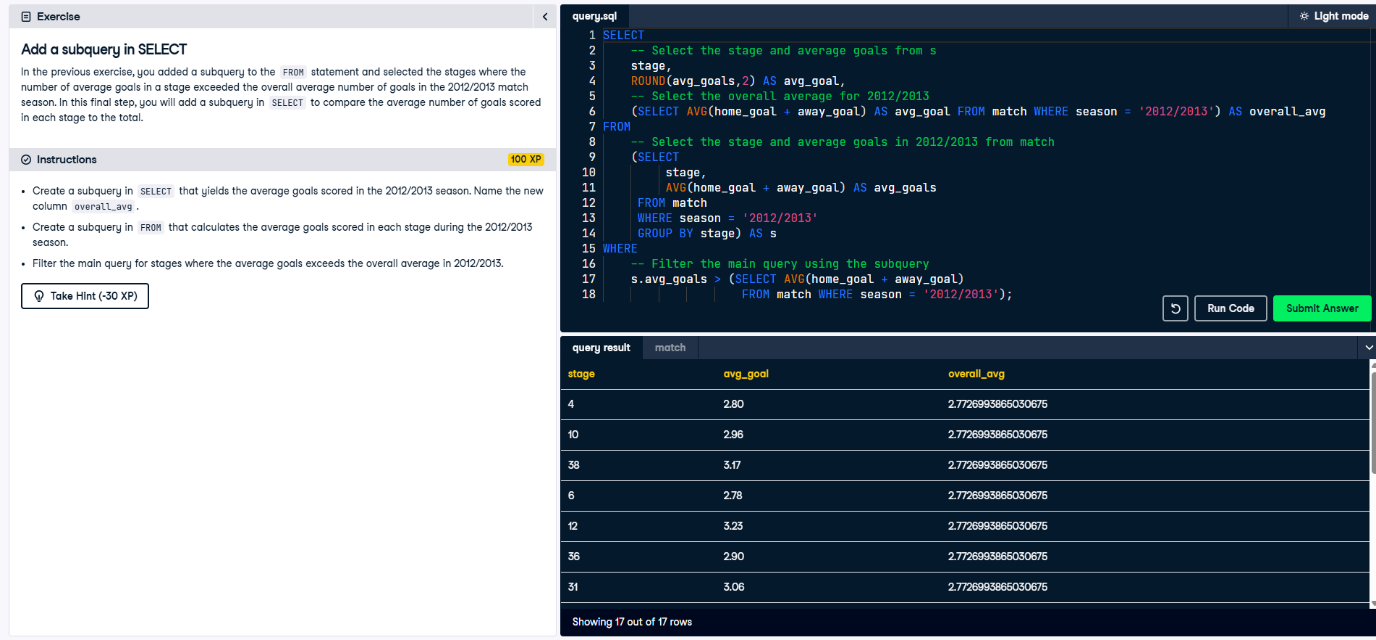 Exercise
Add a subquery in SELECT
In the previous exercise, you added a subquery to the FROM statement and selected the stages where the
number of average goals in a stage exceeded the overall average number of goals in the 2012/2013 match
season. In this final step, you will add a subquery in SELECT to compare the average number of goals scored
in each stage to the total.
Instructions
100 XP
• Create a subquery in SELECT that yields the average goals scored in the 2012/2013 season. Name the new
column overall_avg .
• Create a subquery in FROM that calculates the average goals scored in each stage during the 2012/2013
season.
• Filter the main query for stages where the average goals exceeds the overall average in 2012/2013.
Take Hint (-30 XP)
query.sql
Light mode
1 SELECT
2 -- Select the stage and average goals from s
3 stage,
4 ROUND(avg_goals,2) AS avg_goal,
5 -- Select the overall average for 2012/2013
6 (SELECT AVG(home_goal + away_goal) AS avg_goal FROM match WHERE season = '2012/2013') AS overall_avg
7 FROM
8 -- Select the stage and average goals in 2012/2013 from match
9 (SELECT
10 stage,
11 AVG(home_goal + away_goal) AS avg_goals
12 FROM match
13 WHERE season = '2012/2013'
14 GROUP BY stage) AS s
15 WHERE
16 -- Filter the main query using the subquery
17 s.avg_goals > (SELECT AVG(home_goal + away_goal)
18 FROM match WHERE season = '2012/2013');
Run Code
Submit Answer
query result
match
stage avg_goal overall_avg
4 2.80 2.7726993865030675
10 2.96 2.7726993865030675
38 3.17 2.7726993865030675
6 2.78 2.7726993865030675
12 3.23 2.7726993865030675
36 2.90 2.7726993865030675
31 3.06 2.7726993865030675
Showing 17 out of 17 rows